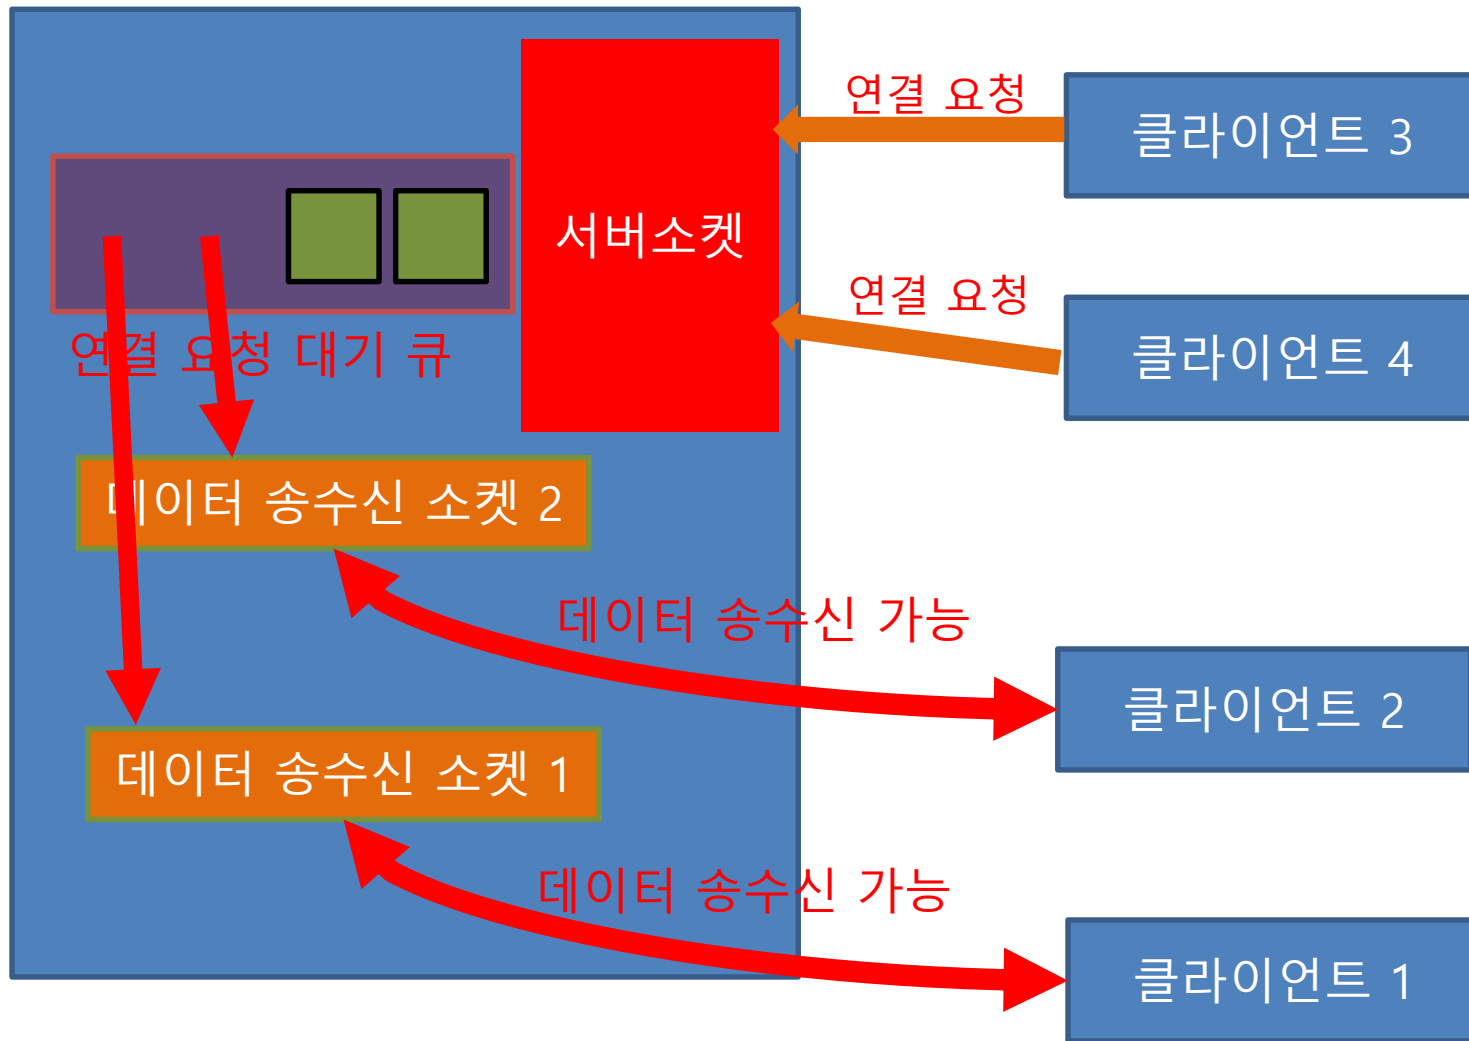 연결 요청
클라이언트 3
서버소켓
연결 요청
클라이언트 4
연결 요청 대기 큐
데이터 송수신 소켓 2
데이터 송수신 가능
클라이언트 2
데이터 송수신 소켓 1
데이터 송수신 가능
클라이언트 1